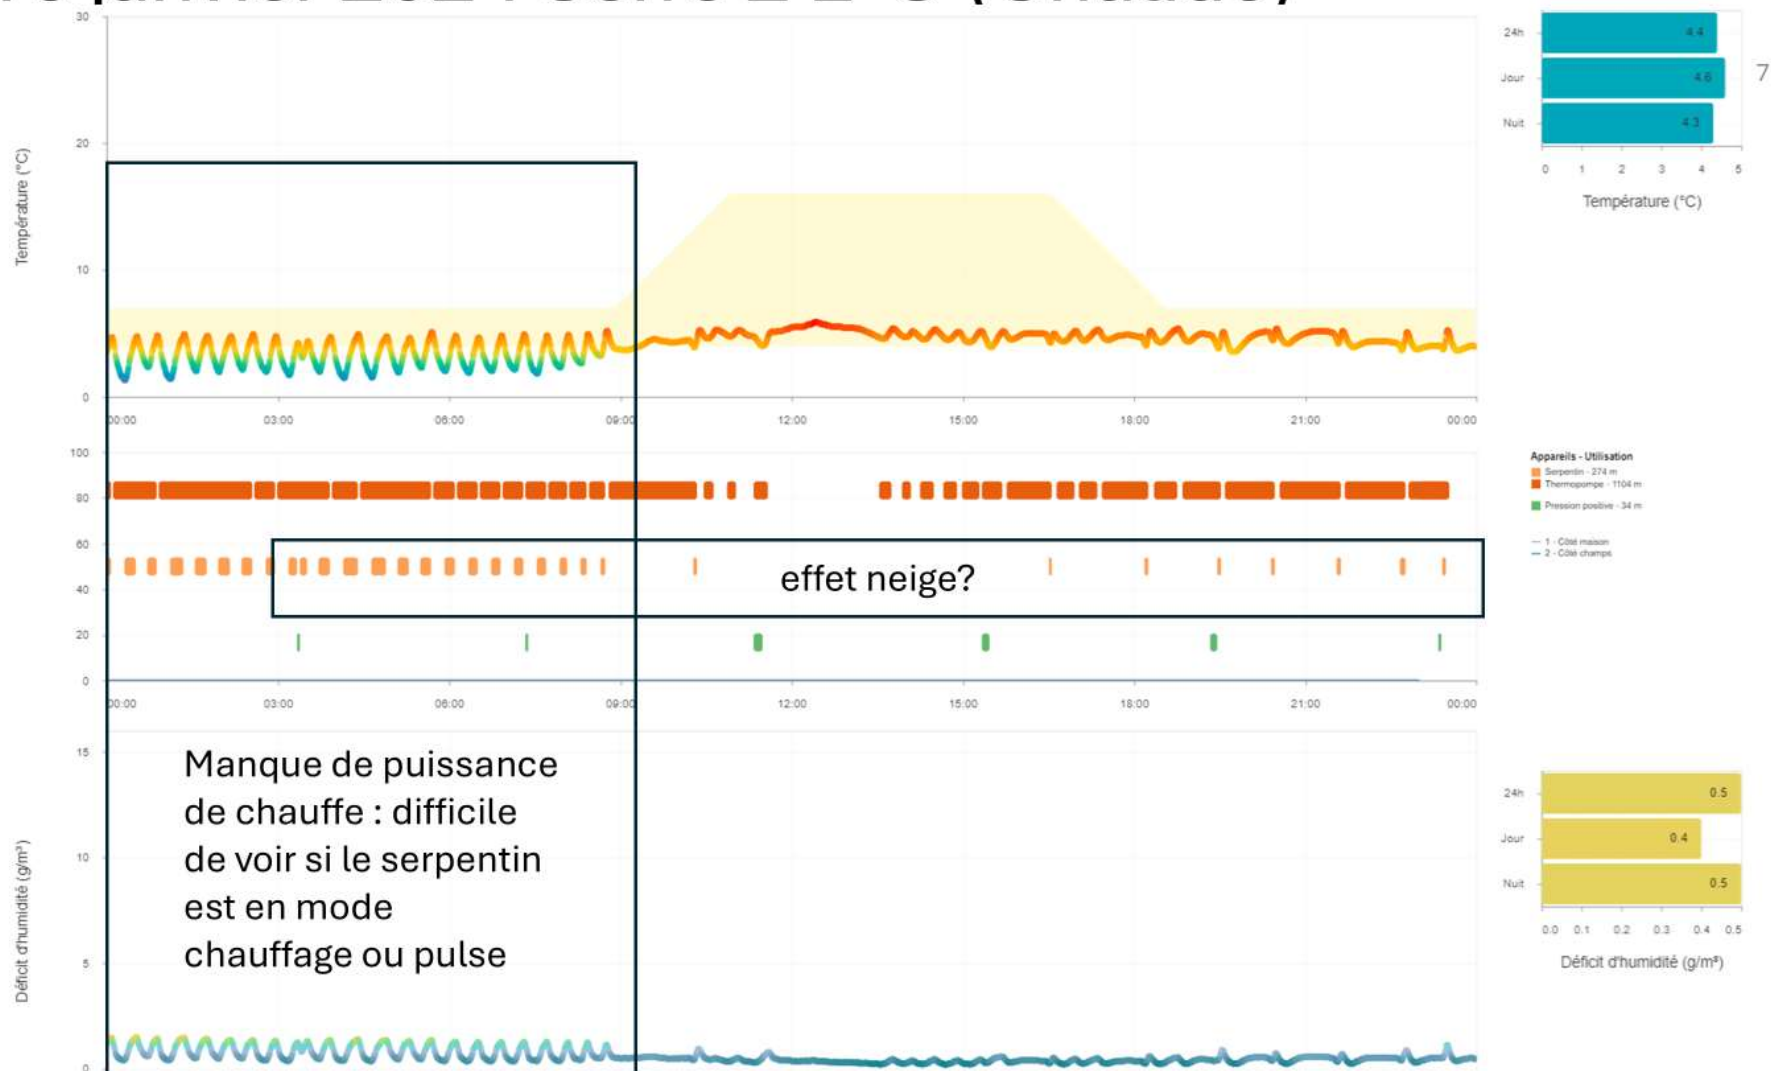 30
20
10
0
Température (°C)
00:00 03:00 06:00 09:00 12:00 15:00 18:00 21:00 00:00
24h 4.4
Jour 4.6
Nuit 4.3
0 1 2 3 4 5
Température (°C)
7
100
80
60
40
20
0
effet neige?
00:00 03:00 06:00 09:00 12:00 15:00 18:00 21:00 00:00
Appareils - Utilisation
Serpentin - 274 m
Thermopompe - 1104 m
Pression positive - 34 m
1 - Côté maison
2 - Côté champs
15
10
5
0
Déficit d'humidité (g/m³)
Manque de puissance
de chauffe : difficile
de voir si le serpentin
est en mode
chauffage ou pulse
24h 0.5
Jour 0.4
Nuit 0.5
0.0 0.1 0.2 0.3 0.4 0.5
Déficit d'humidité (g/m³)